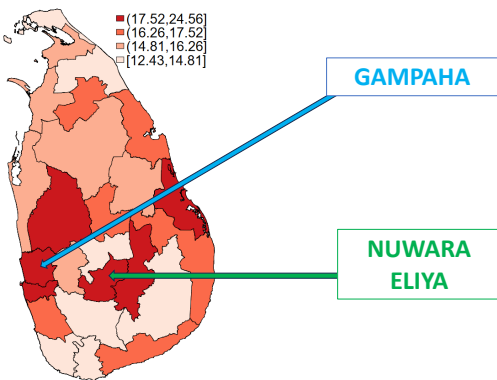 (17.52,24.56]
(16.26,17.52]
(14.81,16.26]
[12.43,14.81]
GAMPAHA
NUWARA
ELIYA